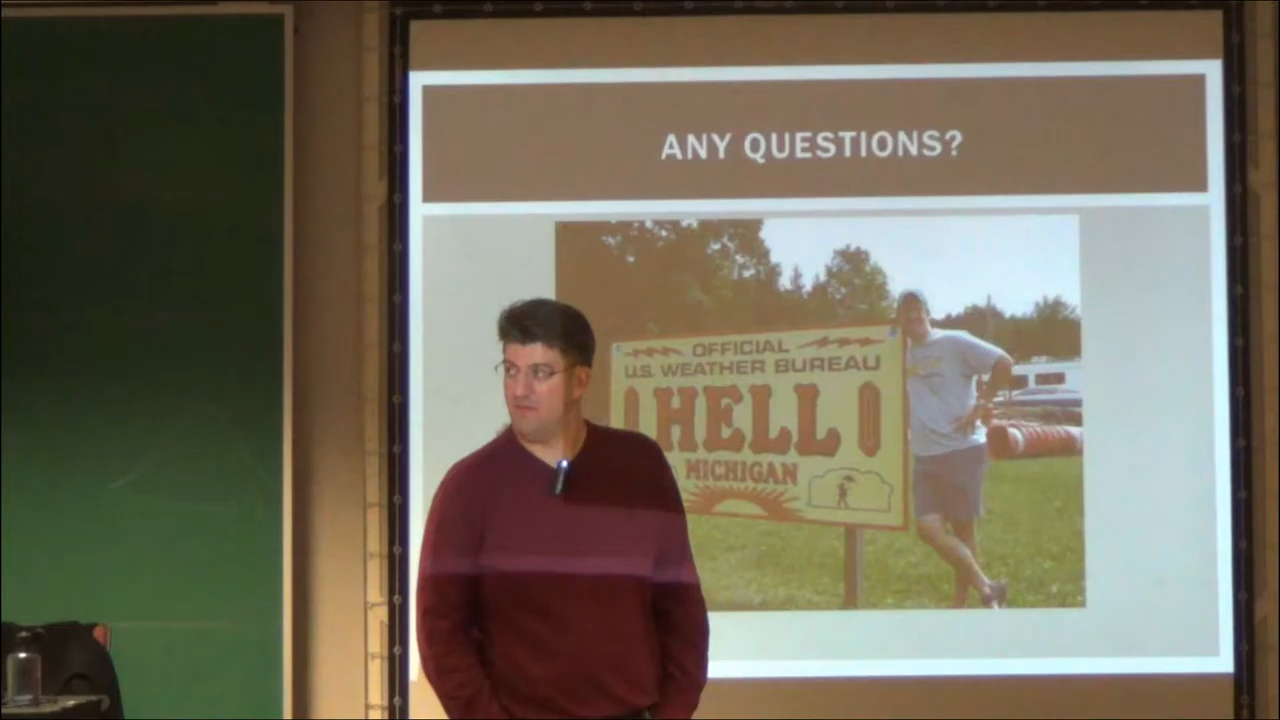 ANY QUESTIONS?
OFFICIAL
U.S. WEATHER BUREAU
HELL
MICHIGAN